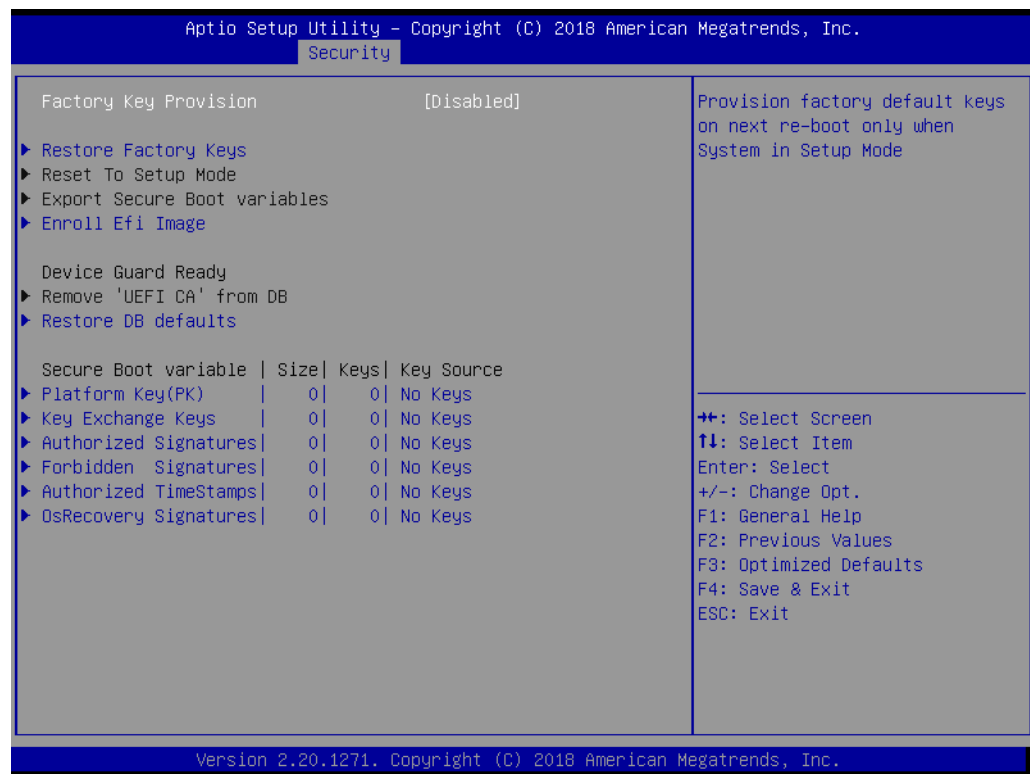 Aptio Setup Utility – Copyright (C) 2018 American Megatrends, Inc.
Security
Factory Key Provision [Disabled]
▶ Restore Factory Keys
▶ Reset To Setup Mode
▶ Export Secure Boot variables
▶ Enroll Efi Image
Device Guard Ready
▶ Remove 'UEFI CA' from DB
▶ Restore DB defaults
Secure Boot variable | Size| Keys| Key Source
▶ Platform Key(PK) | 0| 0| No Keys
▶ Key Exchange Keys | 0| 0| No Keys
▶ Authorized Signatures| 0| 0| No Keys
▶ Forbidden Signatures| 0| 0| No Keys
▶ Authorized TimeStamps| 0| 0| No Keys
▶ OsRecovery Signatures| 0| 0| No Keys
Provision factory default keys
on next re-boot only when
System in Setup Mode
→←: Select Screen
↑↓: Select Item
Enter: Select
+/-: Change Opt.
F1: General Help
F2: Previous Values
F3: Optimized Defaults
F4: Save & Exit
ESC: Exit
Version 2.20.1271. Copyright (C) 2018 American Megatrends, Inc.